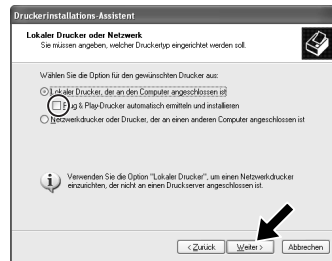 Druckerinstallations-Assistent
Lokaler Drucker oder Netzwerk
Sie müssen angeben, welcher Druckertyp eingerichtet werden soll.
Wählen Sie die Option für den gewünschten Drucker aus:
Lokaler Drucker, der an den Computer angeschlossen ist
Plug & Play-Drucker automatisch ermitteln und installieren
Netzwerkdrucker oder Drucker, der an einen anderen Computer angeschlossen ist
Verwenden Sie die Option "Lokaler Drucker", um einen Netzwerkdrucker
einzurichten, der nicht an einen Druckserver angeschlossen ist.
< Zurück Weiter > Abbrechen